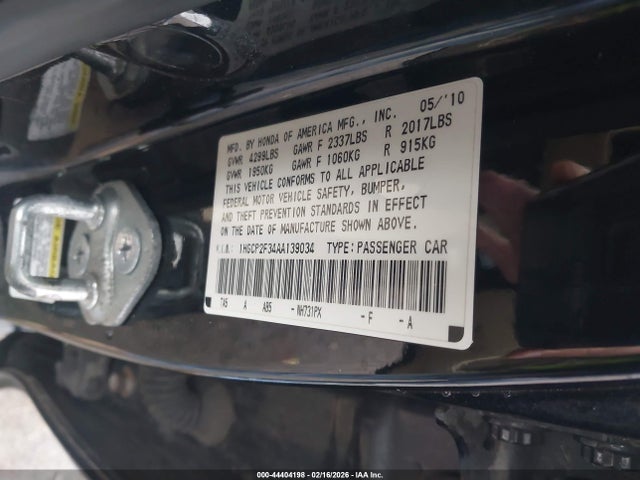 05/'10
MFD. BY HONDA OF AMERICA MFG., INC.
GVWR 4299LBS GAWR F 2337LBS R 2017LBS
GVWR 1950KG GAWR F 1060KG R 915KG
THIS VEHICLE CONFORMS TO ALL APPLICABLE
FEDERAL MOTOR VEHICLE SAFETY, BUMPER,
AND THEFT PREVENTION STANDARDS IN EFFECT
ON THE DATE OF MANUFACTURE SHOWN ABOVE.
V.I.N.: 1HGCP2F34AA139034 TYPE: PASSENGER CAR
A ABS -NH731PX -F -A
000-44404198 - 02/16/2026 - IAA Inc.